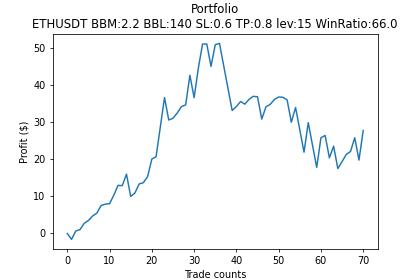 Portfolio
ETHUSDT BBM:2.2 BBL:140 SL:0.6 TP:0.8 lev:15 WinRatio:66.0
50
40
30
20
10
0
Profit ($)
0 10 20 30 40 50 60 70
Trade counts